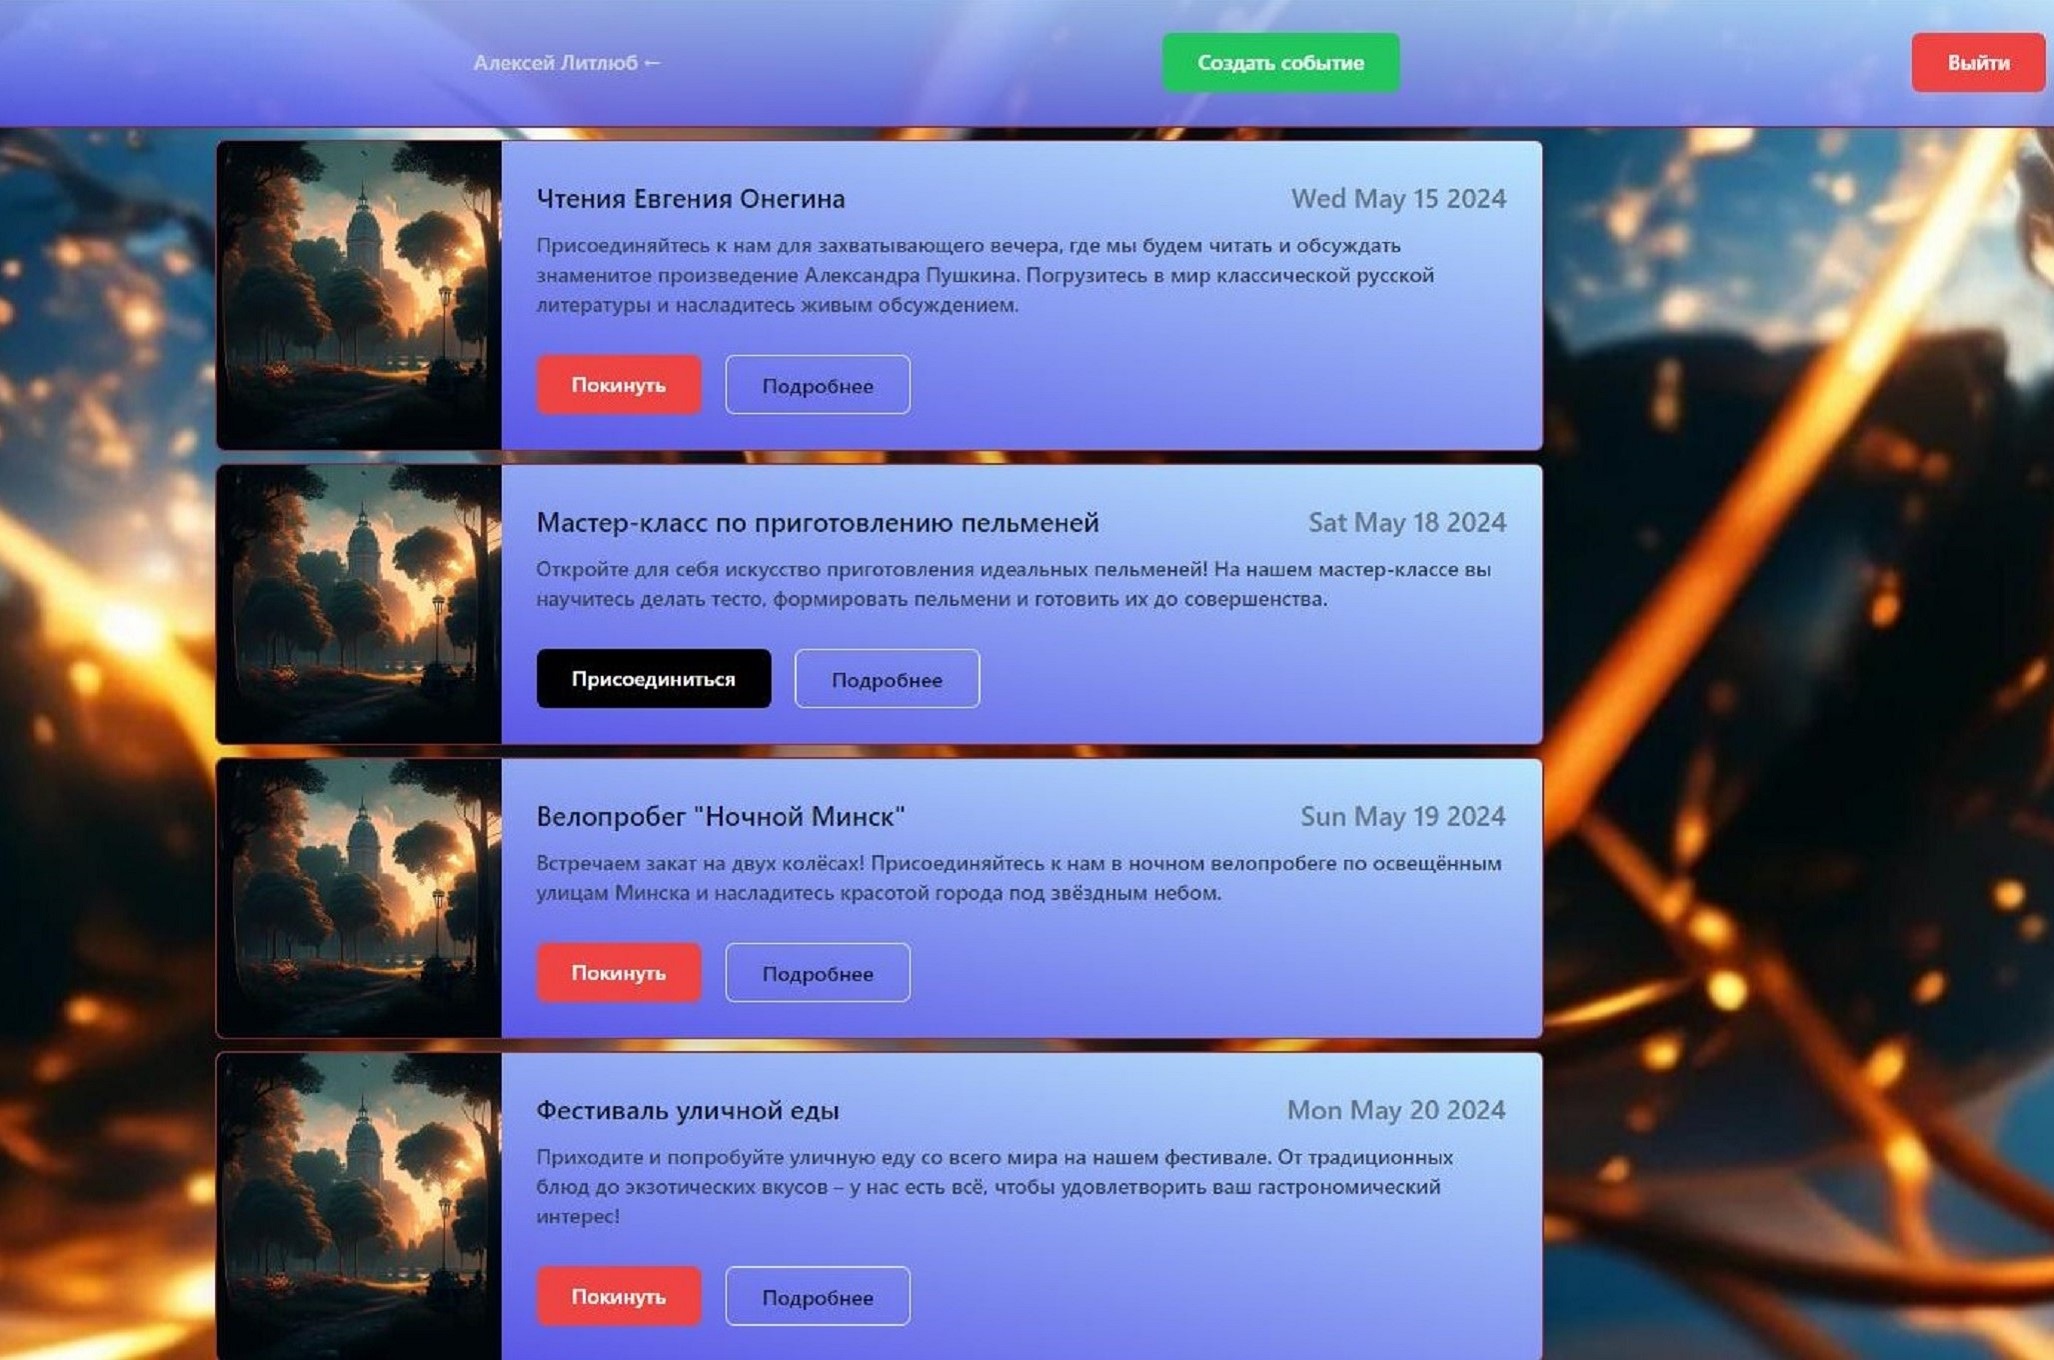 Алексей Литлюб ←
Создать событие
Выйти
Чтения Евгения Онегина
Wed May 15 2024
Присоединяйтесь к нам для захватывающего вечера, где мы будем читать и обсуждать
знаменитое произведение Александра Пушкина. Погрузитесь в мир классической русской
литературы и насладитесь живым обсуждением.
Покинуть
Подробнее
Мастер-класс по приготовлению пельменей
Sat May 18 2024
Откройте для себя искусство приготовления идеальных пельменей! На нашем мастер-классе вы
научитесь делать тесто, формировать пельмени и готовить их до совершенства.
Присоединиться
Подробнее
Велопробег "Ночной Минск"
Sun May 19 2024
Встречаем закат на двух колёсах! Присоединяйтесь к нам в ночном велопробеге по освещённым
улицам Минска и насладитесь красотой города под звёздным небом.
Покинуть
Подробнее
Фестиваль уличной еды
Mon May 20 2024
Приходите и попробуйте уличную еду со всего мира на нашем фестивале. От традиционных
блюд до экзотических вкусов – у нас есть всё, чтобы удовлетворить ваш гастрономический
интерес!
Покинуть
Подробнее